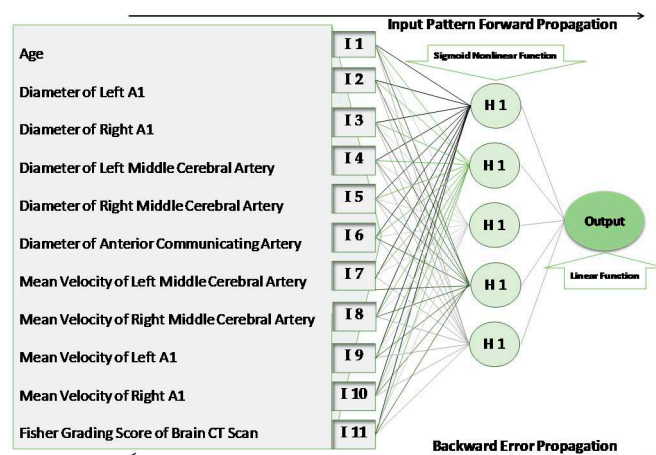 Input Pattern Forward Propagation
Sigmoid Nonlinear Function
Age
I 1
Diameter of Left A1
I 2
Diameter of Right A1
I 3
Diameter of Left Middle Cerebral Artery
I 4
Diameter of Right Middle Cerebral Artery
I 5
Diameter of Anterior Communicating Artery
I 6
Mean Velocity of Left Middle Cerebral Artery
I 7
Mean Velocity of Right Middle Cerebral Artery
I 8
Mean Velocity of Left A1
I 9
Mean Velocity of Right A1
I 10
Fisher Grading Score of Brain CT Scan
I 11
H 1
H 1
H 1
H 1
H 1
Output
Linear Function
Backward Error Propagation